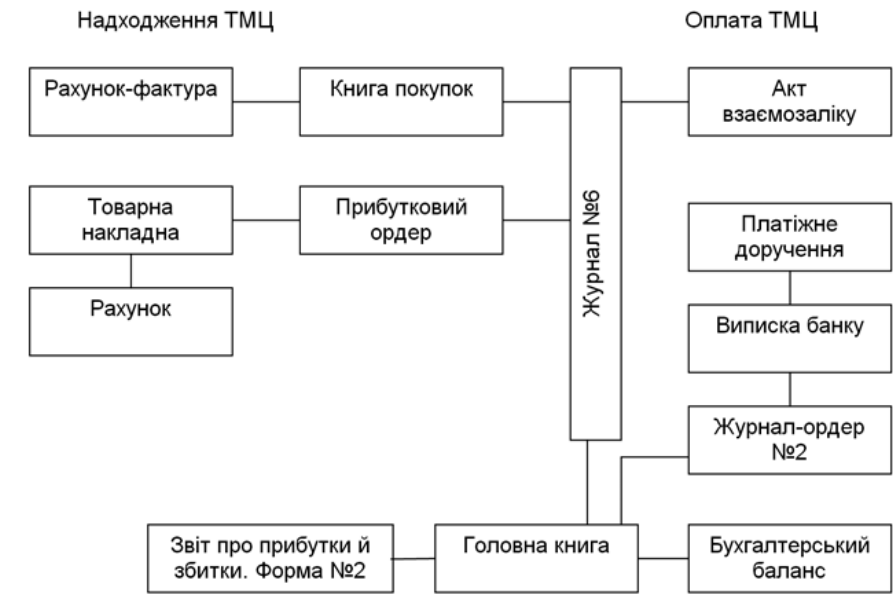 Надходження ТМЦ
Оплата ТМЦ
Рахунок-фактура
Книга покупок
Акт
взаємозаліку
Товарна
накладна
Прибутковий
ордер
Журнал №6
Платіжне
доручення
Рахунок
Виписка банку
Журнал-ордер
№2
Звіт про прибутки й
збитки. Форма №2
Головна книга
Бухгалтерський
баланс